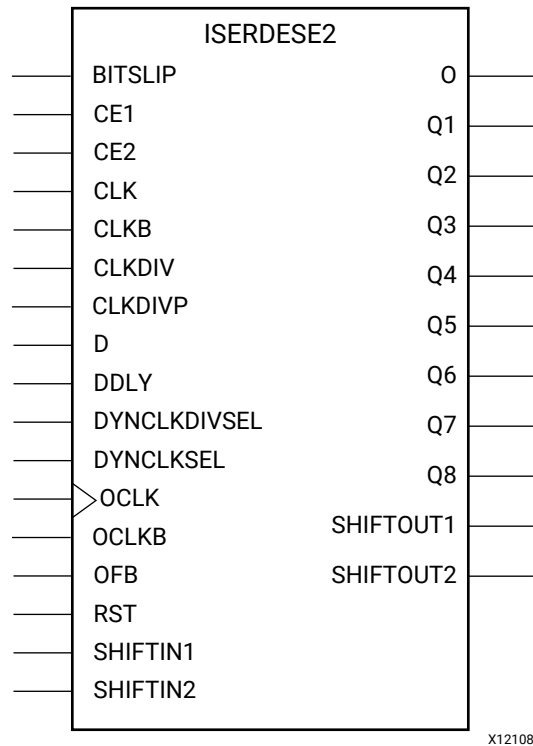 ISERDESE2
BITSLIP
CE1
CE2
CLK
CLKB
CLKDIV
CLKDIVP
D
DDLY
DYNCLKDIVSEL
DYNCLKSEL
OCLK
OCLKB
OFB
RST
SHIFTIN1
SHIFTIN2
O
Q1
Q2
Q3
Q4
Q5
Q6
Q7
Q8
SHIFTOUT1
SHIFTOUT2
X12108